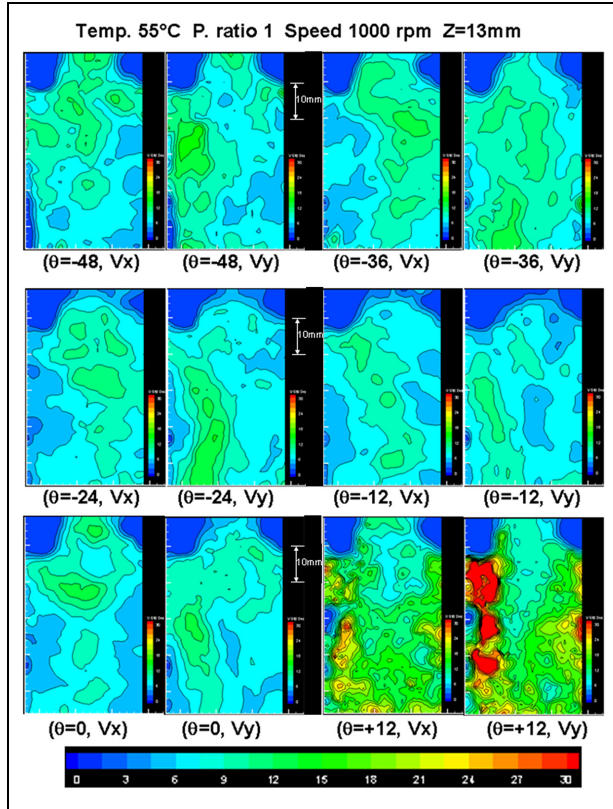 Temp. 55ºC P. ratio 1 Speed 1000 rpm Z=13mm
10mm
(θ=-48, Vx) (θ=-48, Vy) (θ=-36, Vx) (θ=-36, Vy)
10mm
(θ=-24, Vx) (θ=-24, Vy) (θ=-12, Vx) (θ=-12, Vy)
10mm
(θ=0, Vx) (θ=0, Vy) (θ=+12, Vx) (θ=+12, Vy)
0 3 6 9 12 15 18 21 24 27 30